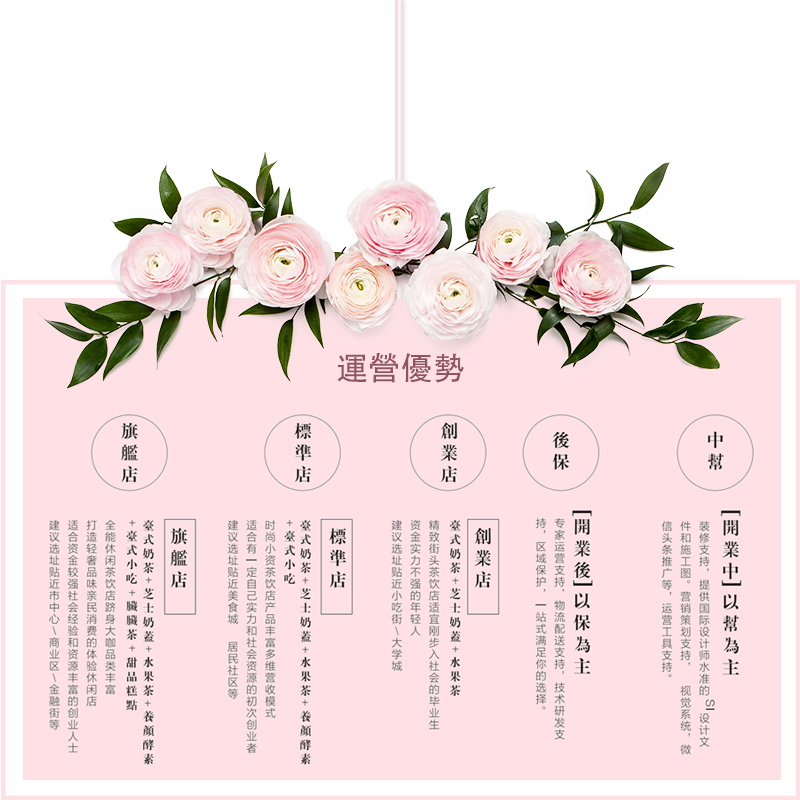 運營優勢
中幫
[開業中]以幫為主
装修支持，提供国际设计师水准的SI设计文
件和施工图。营销策划支持，视觉系统，微
信头条推广等，运营工具支持。
後保
[開業後]以保為主
专家运营支持，物流配送支持，技术研发支
持，区域保护，一站式满足你的选择。
創業店
創業店
臺式奶茶+芝士奶蓋+水果茶
精致街头茶饮店适宜刚步入社会的毕业生
资金实力不强的年轻人
建议选址贴近小吃街\大学城
標準店
標準店
臺式奶茶+芝士奶蓋+水果茶+養顏酵素
+臺式小吃
时尚小资茶饮店产品丰富多维营收模式
适合有一定自己实力和社会资源的初次创业者
建议选址贴近美食城 居民社区等
旗艦店
旗艦店
臺式奶茶+芝士奶蓋+水果茶+養顏酵素
+臺式小吃+臟臟茶+甜品糕點
全能休闲茶饮店跻身大咖品类丰富
打造轻奢品味亲民消费的体验休闲店
适合资金较强社会经验和资源丰富的创业人士
建议选址贴近市中心\商业区\金融街等